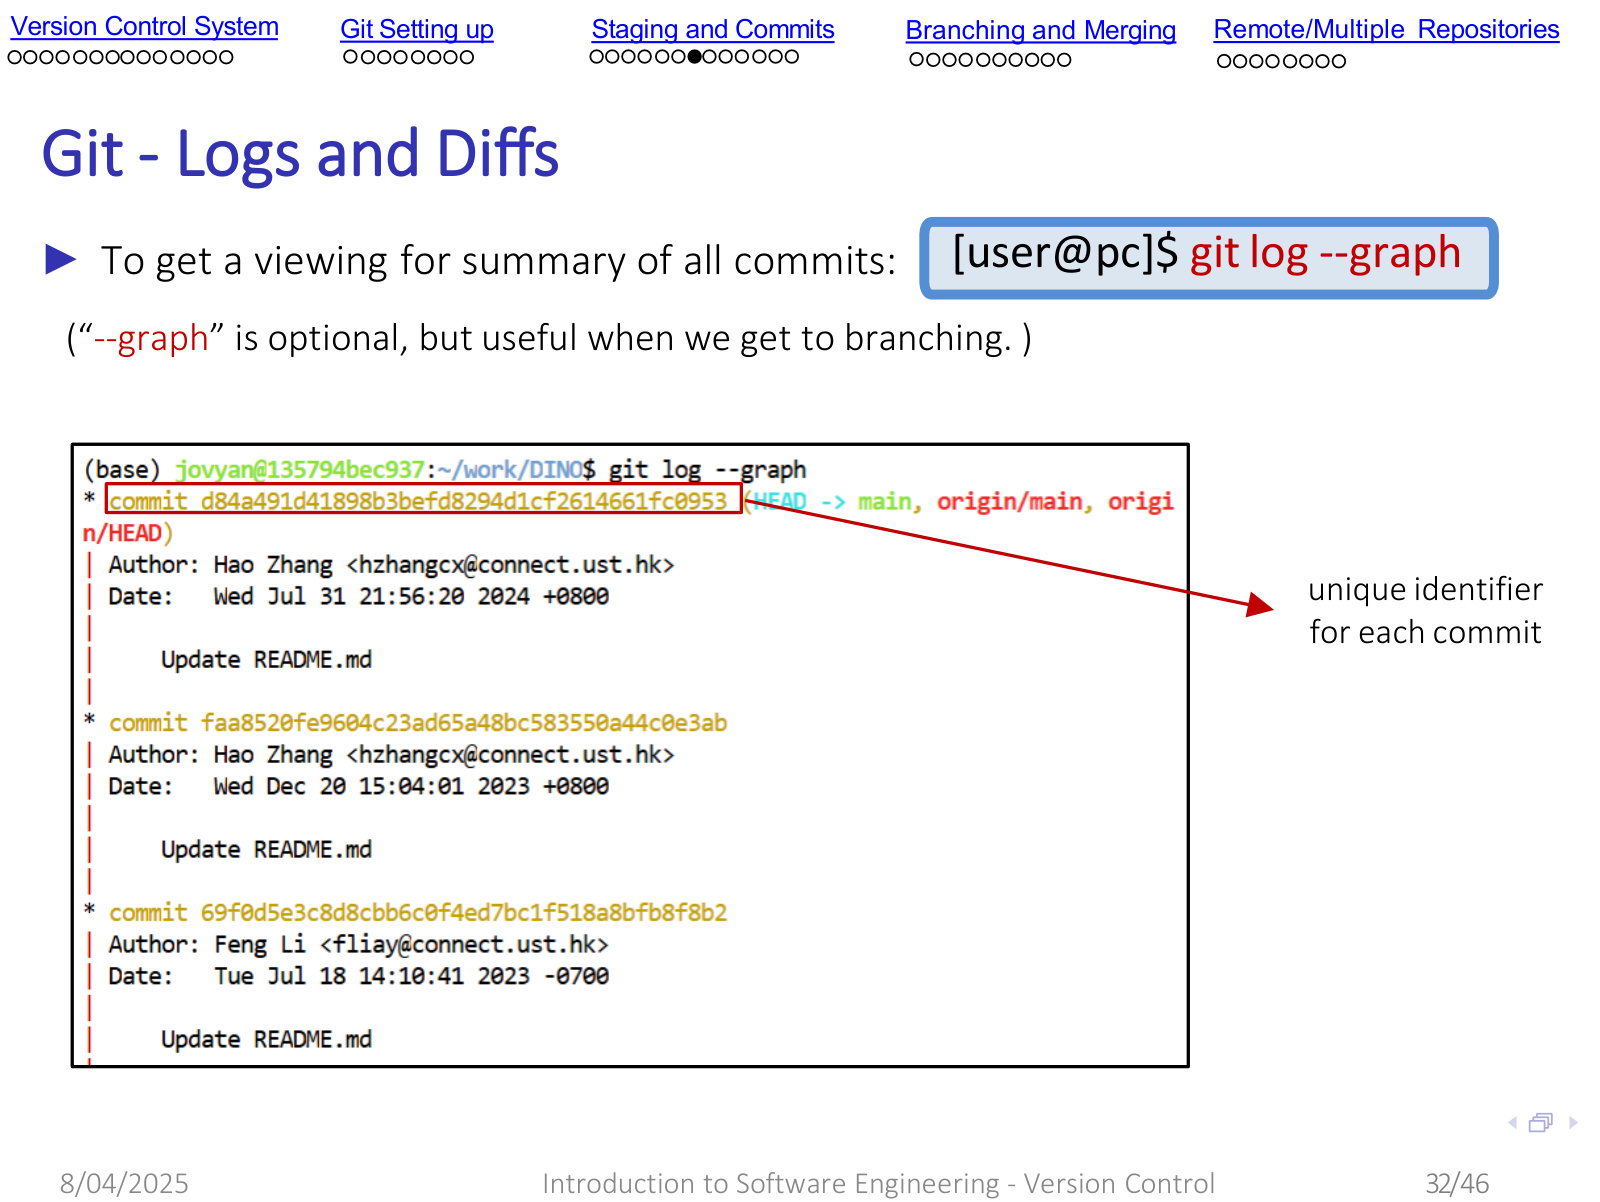 Version Control System
Git Setting up
Staging and Commits
Branching and Merging
Remote/Multiple Repositories
Git - Logs and Diffs
To get a viewing for summary of all commits:
[user@pc]$ git log --graph
(“--graph” is optional, but useful when we get to branching. )
(base) jovyan@135794bec937:~/work/DINO$ git log --graph
* commit d84a491d41898b3befd8294d1cf2614661fc0953 (HEAD -> main, origin/main, origi
n/HEAD)
| Author: Hao Zhang <hzhangcx@connect.ust.hk>
| Date:   Wed Jul 31 21:56:20 2024 +0800
|
|     Update README.md
|
* commit faa8520fe9604c23ad65a48bc583550a44c0e3ab
| Author: Hao Zhang <hzhangcx@connect.ust.hk>
| Date:   Wed Dec 20 15:04:01 2023 +0800
|
|     Update README.md
|
* commit 69f0d5e3c8d8cbb6c0f4ed7bc1f518a8bfb8f8b2
| Author: Feng Li <fliay@connect.ust.hk>
| Date:   Tue Jul 18 14:10:41 2023 -0700
|
|     Update README.md
unique identifier
for each commit
8/04/2025
Introduction to Software Engineering - Version Control
32/46